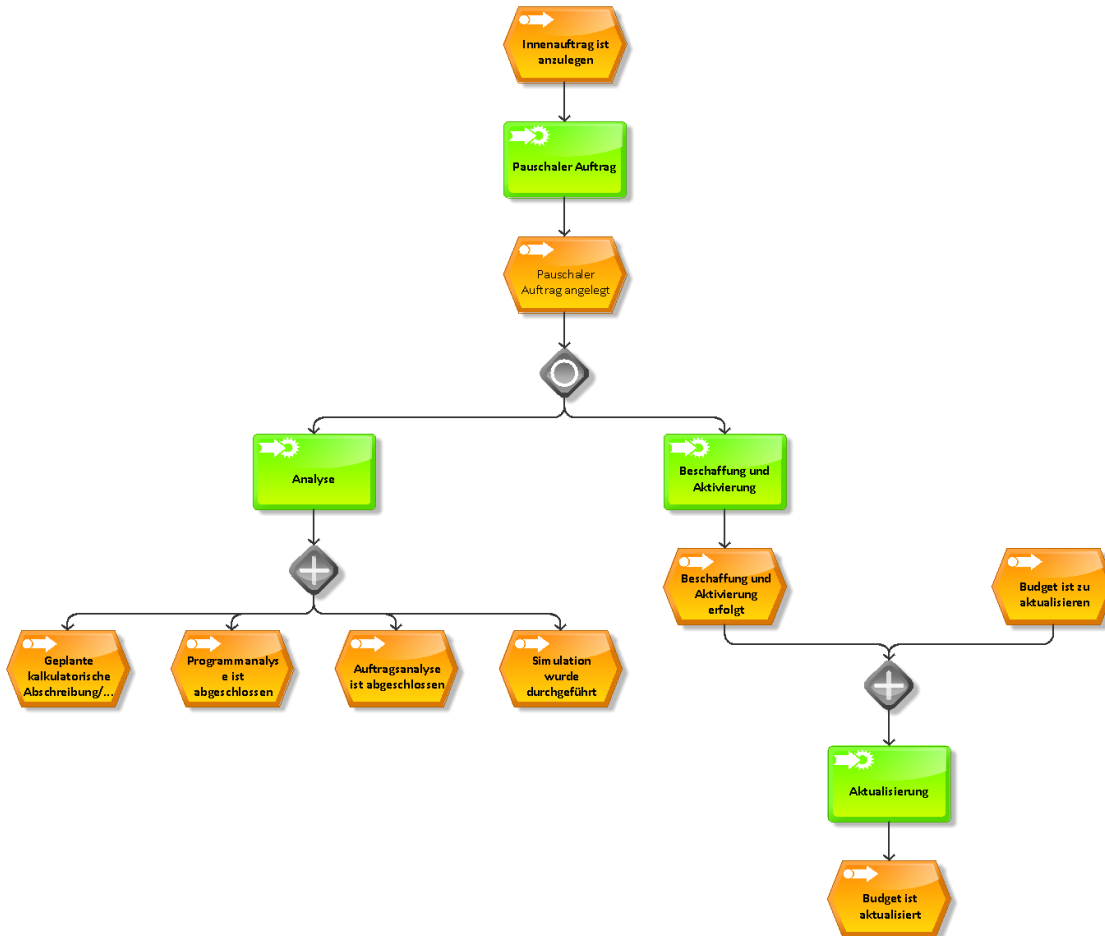 Innenauftrag ist
anzulegen
Pauschaler Auftrag
Pauschaler
Auftrag angelegt
Analyse
Beschaffung und
Aktivierung
Beschaffung und
Aktivierung
erfolgt
Budget ist zu
aktualisieren
Geplante
kalkulatorische
Abschreibung/...
Programmanalys
e ist
abgeschlossen
Auftragsanalyse
ist abgeschlossen
Simulation
wurde
durchgeführt
Aktualisierung
Budget ist
aktualisiert